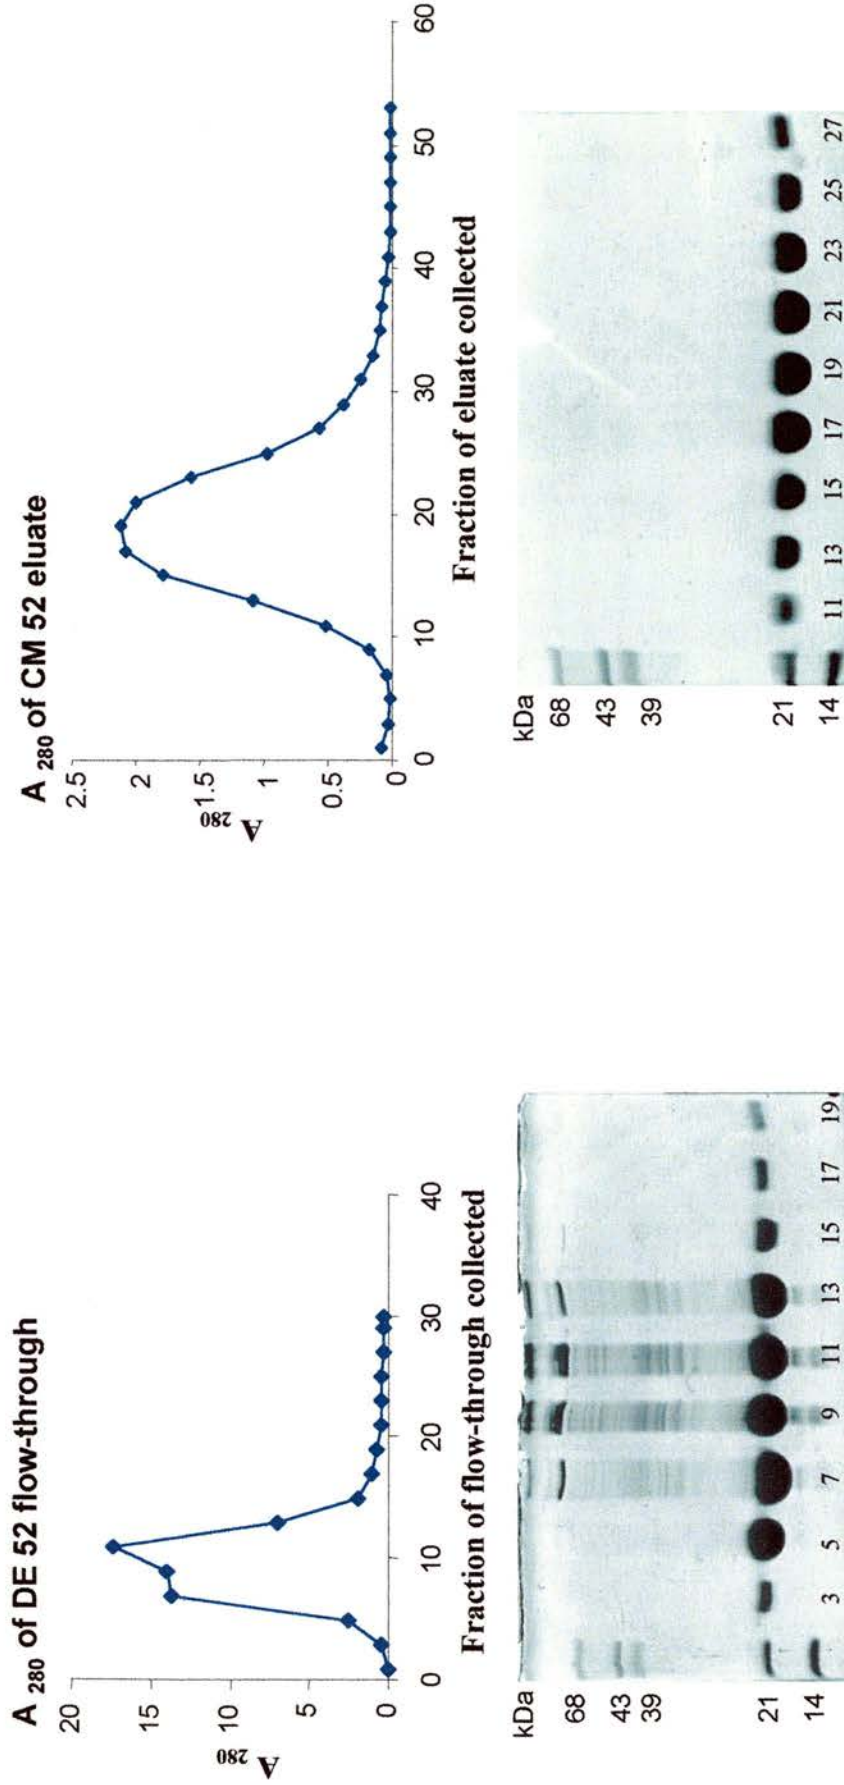 A 280 of DE 52 flow-through
A 280
20
15
10
5
0
0 10 20 30 40
Fraction of flow-through collected
kDa
68
43
39
21
14
3 5 7 9 11 13 15 17 19
A 280 of CM 52 eluate
A 280
2.5
2
1.5
1
0.5
0
0 10 20 30 40 50 60
Fraction of eluate collected
kDa
68
43
39
21
14
11 13 15 17 19 21 23 25 27